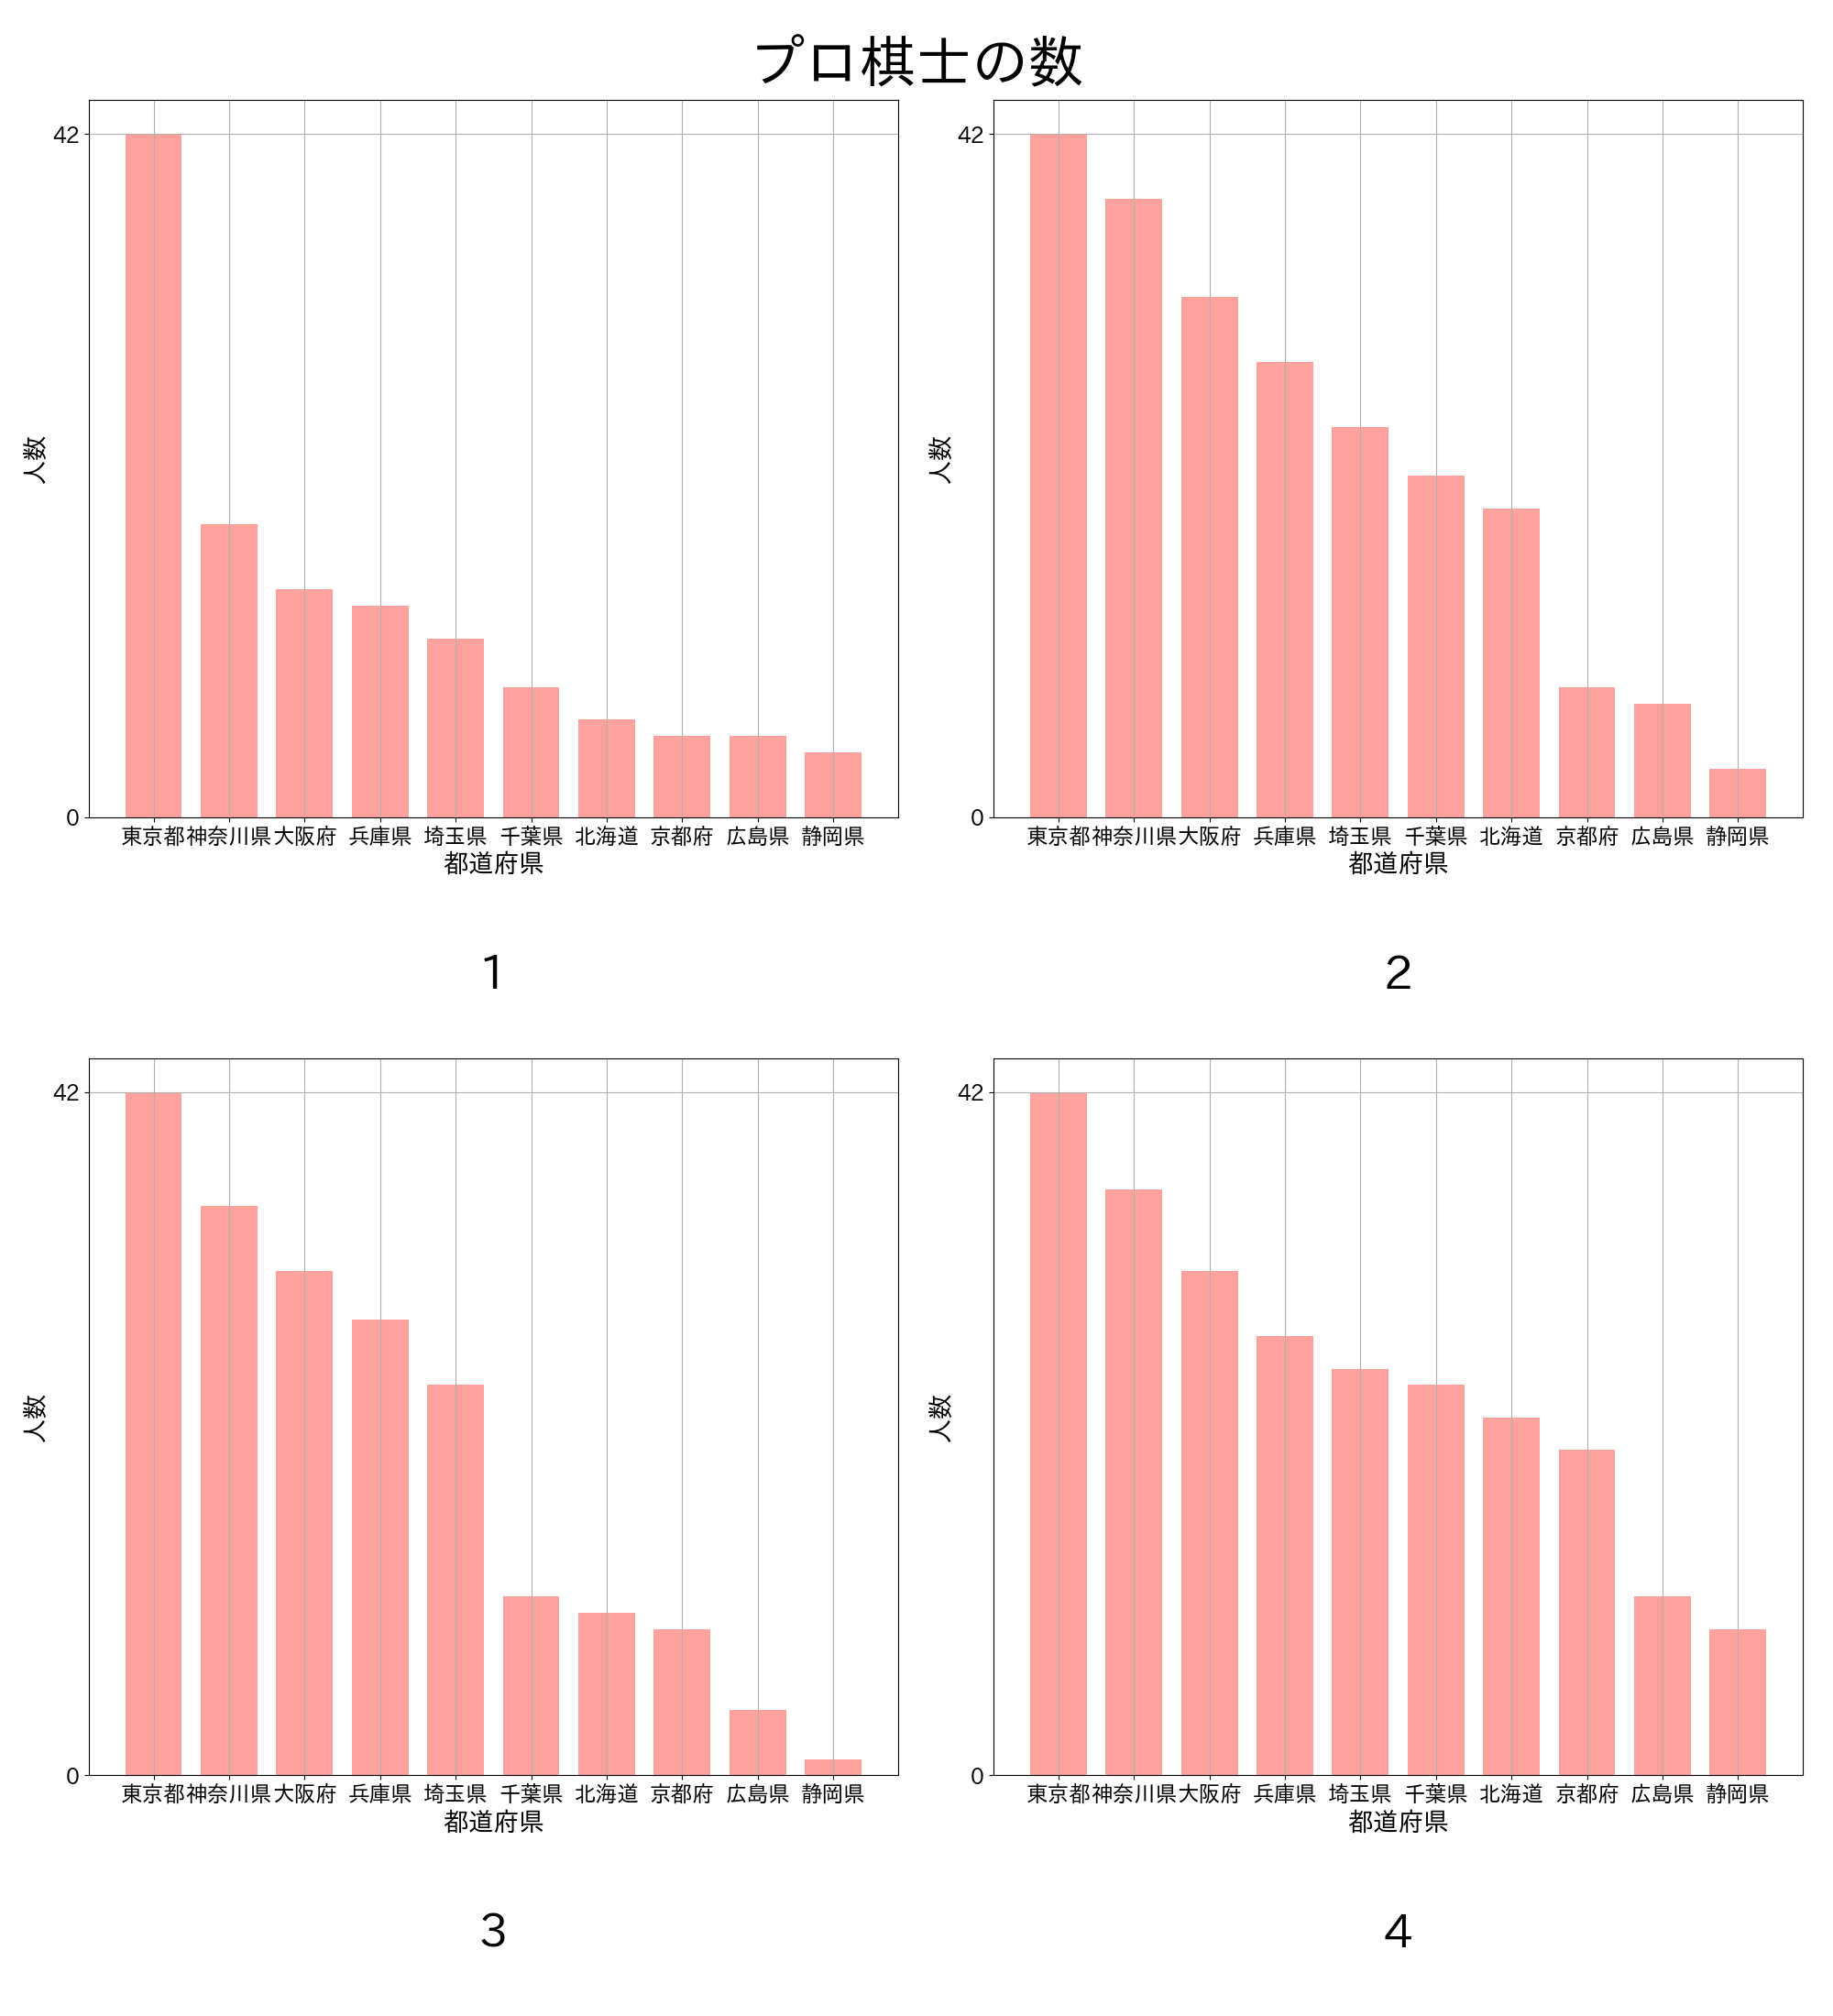 プロ棋士の数
42
0
人数
東京都 神奈川県 大阪府 兵庫県 埼玉県 千葉県 北海道 京都府 広島県 静岡県
都道府県
1
42
0
人数
東京都 神奈川県 大阪府 兵庫県 埼玉県 千葉県 北海道 京都府 広島県 静岡県
都道府県
2
42
0
人数
東京都 神奈川県 大阪府 兵庫県 埼玉県 千葉県 北海道 京都府 広島県 静岡県
都道府県
3
42
0
人数
東京都 神奈川県 大阪府 兵庫県 埼玉県 千葉県 北海道 京都府 広島県 静岡県
都道府県
4